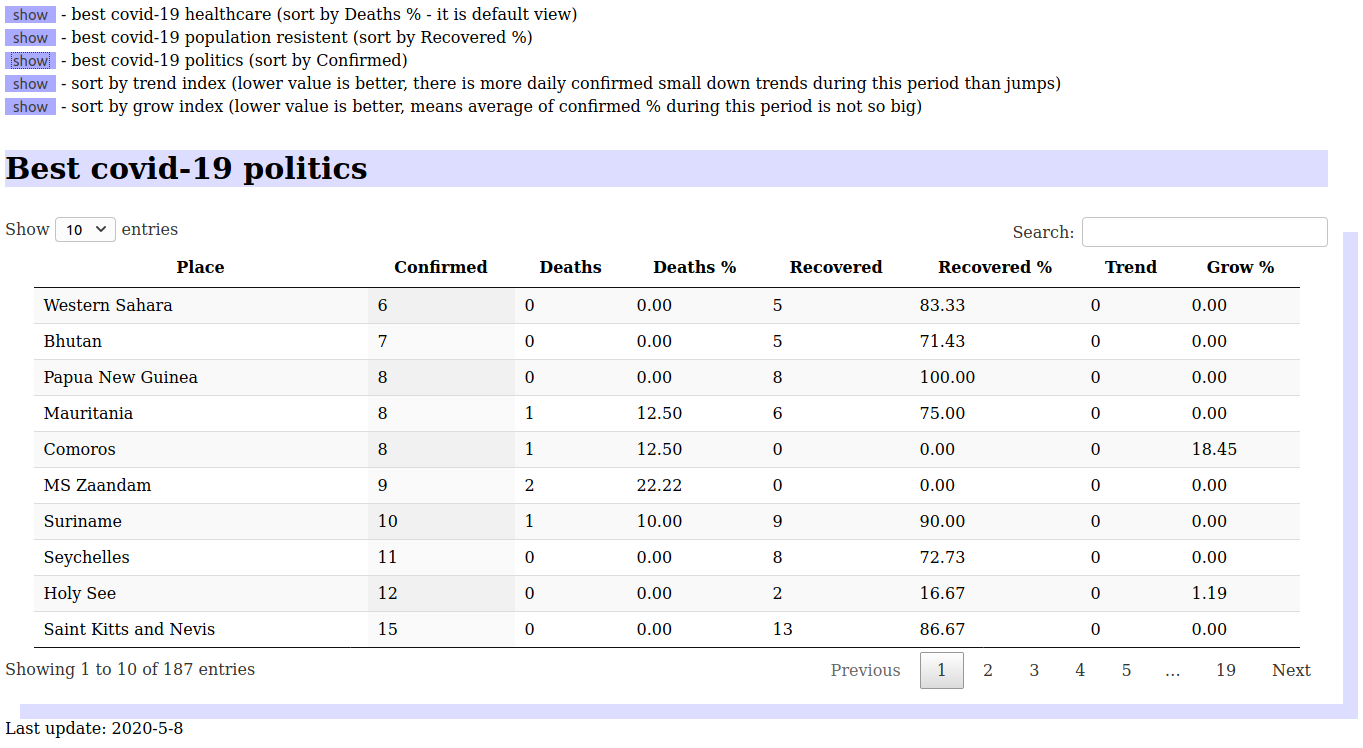 show - best covid-19 healthcare (sort by Deaths % - it is default view)
show - best covid-19 population resistent (sort by Recovered %)
show - best covid-19 politics (sort by Confirmed)
show - sort by trend index (lower value is better, there is more daily confirmed small down trends during this period than jumps)
show - sort by grow index (lower value is better, means average of confirmed % during this period is not so big)
Best covid-19 politics
Show 10 entries Search:
Place Confirmed Deaths Deaths % Recovered Recovered % Trend Grow %
Western Sahara 6 0 0.00 5 83.33 0 0.00
Bhutan 7 0 0.00 5 71.43 0 0.00
Papua New Guinea 8 0 0.00 8 100.00 0 0.00
Mauritania 8 1 12.50 6 75.00 0 0.00
Comoros 8 1 12.50 0 0.00 0 18.45
MS Zaandam 9 2 22.22 0 0.00 0 0.00
Suriname 10 1 10.00 9 90.00 0 0.00
Seychelles 11 0 0.00 8 72.73 0 0.00
Holy See 12 0 0.00 2 16.67 0 1.19
Saint Kitts and Nevis 15 0 0.00 13 86.67 0 0.00
Showing 1 to 10 of 187 entries Previous 1 2 3 4 5 … 19 Next
Last update: 2020-5-8